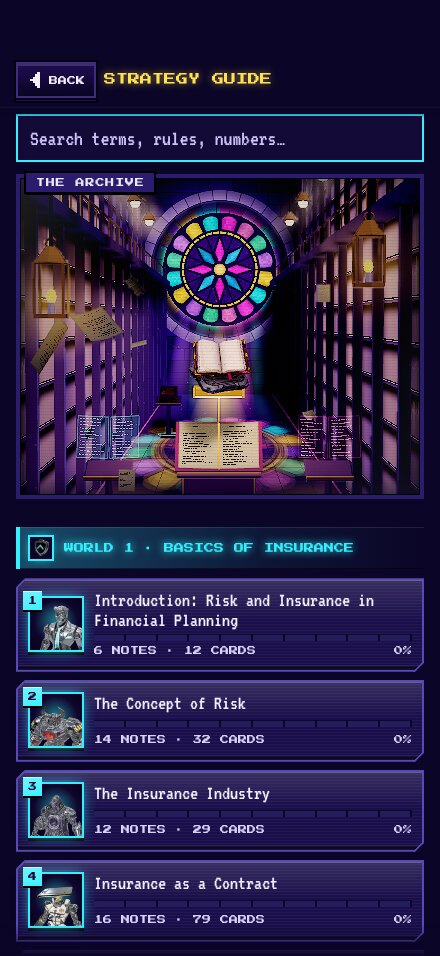 BACK
STRATEGY GUIDE
Search terms, rules, numbers…
THE ARCHIVE
WORLD 1 · BASICS OF INSURANCE
1
Introduction: Risk and Insurance in
Financial Planning
6 NOTES · 12 CARDS
0%
2
The Concept of Risk
14 NOTES · 32 CARDS
0%
3
The Insurance Industry
12 NOTES · 29 CARDS
0%
4
Insurance as a Contract
16 NOTES · 79 CARDS
0%